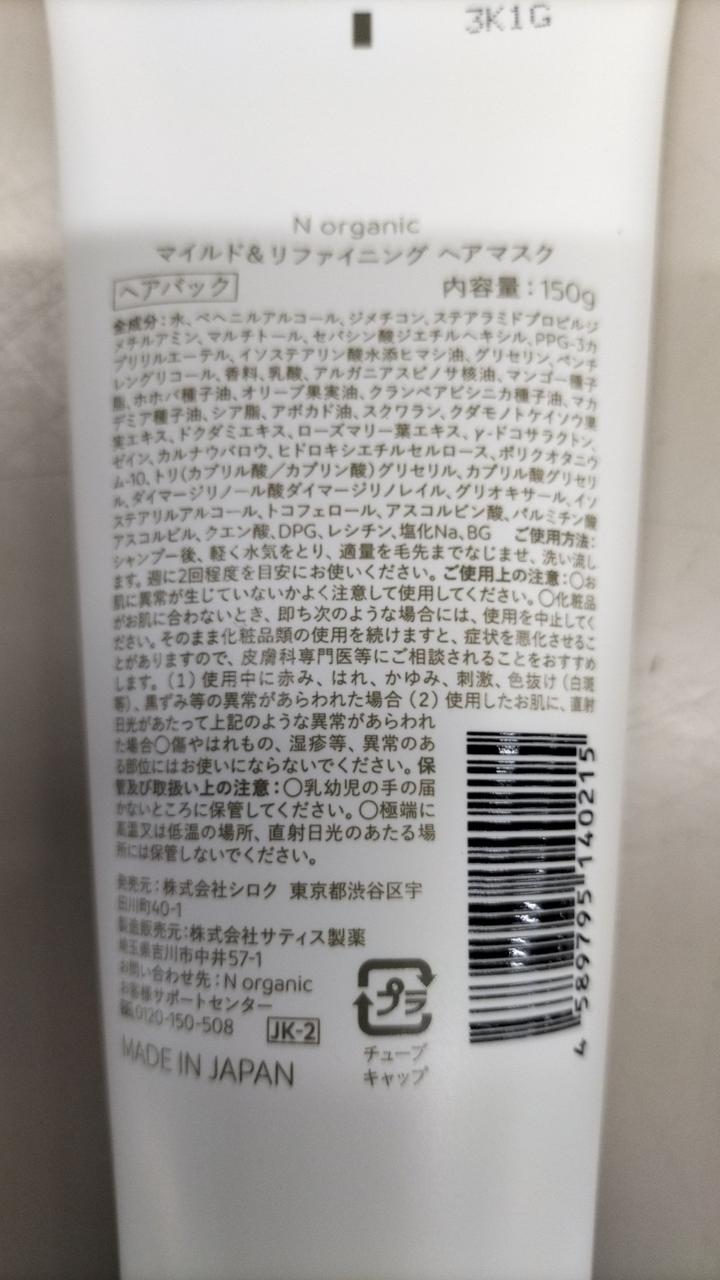 3K1G
N organic
マイルド&リファイニング ヘアマスク
ヘアパック 内容量：150g
全成分：水、ベヘニルアルコール、ジメチコン、ステアラミドプロピルジ
メチルアミン、マルチトール、セバシン酸ジエチルヘキシル、PPG-3カ
プリリルエーテル、イソステアリン酸水添ヒマシ油、グリセリン、ペンチ
レングリコール、香料、乳酸、アルガニアスピノサ核油、マンゴー種子
脂、ホホバ種子油、オリーブ果実油、クランベアビシニカ種子油、マカ
デミア種子油、シア脂、アボカド油、スクワラン、クダモノトケイソウ果
実エキス、ドクダミエキス、ローズマリー葉エキス、γ-ドコサラクトン、
ゼイン、カルナウバロウ、ヒドロキシエチルセルロース、ポリクオタニウ
ム-10、トリ(カプリル酸／カプリン酸)グリセリル、カプリル酸グリセリ
ル、ダイマージリノール酸ダイマージリノレイル、グリオキサール、イソ
ステアリルアルコール、トコフェロール、アスコルビン酸、パルミチン酸
アスコルビル、クエン酸、DPG、レシチン、塩化Na、BG ご使用方法：
シャンプー後、軽く水気をとり、適量を毛先までなじませ、洗い流し
ます。週に2回程度を目安にお使いください。ご使用上の注意：〇お
肌に異常が生じていないかよく注意して使用してください。〇化粧品
がお肌に合わないとき、即ち次のような場合には、使用を中止してく
ださい。そのまま化粧品類の使用を続けますと、症状を悪化させるこ
とがありますので、皮膚科専門医等にご相談されることをおすすめ
します。（1）使用中に赤み、はれ、かゆみ、刺激、色抜け（白斑
等）、黒ずみ等の異常があらわれた場合（2）使用したお肌に、直射
日光があたって上記のような異常があらわれ
た場合〇傷やはれもの、湿疹等、異常のあ
る部位にはお使いにならないでください。保
管及び取扱い上の注意：〇乳幼児の手の届
かないところに保管してください。〇極端に
高温又は低温の場所、直射日光のあたる場
所には保管しないでください。
発売元：株式会社シロク 東京都渋谷区宇
田川町40-1
製造販売元：株式会社サティス製薬
埼玉県吉川市中井57-1
お問い合わせ先：N organic
お客様サポートセンター
0120-150-508 JK-2
MADE IN JAPAN
プラ
チューブ
キャップ
4 589795 140215